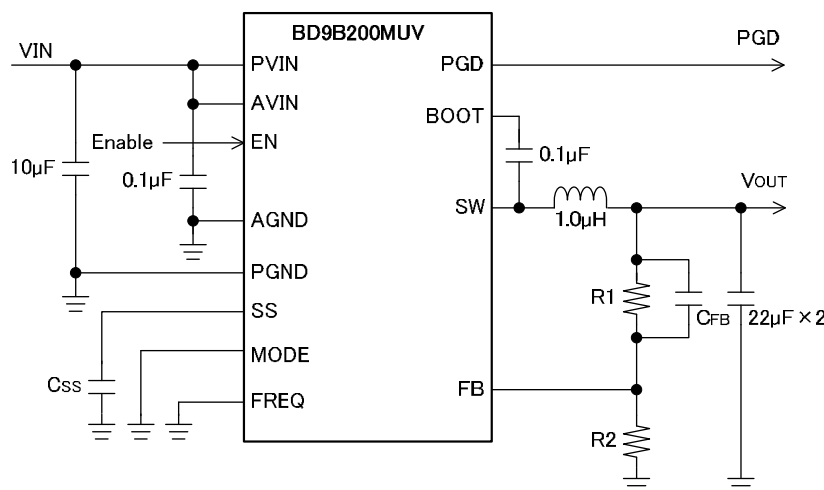 BD9B200MUV
VIN
PVIN
PGD
PGD
AVIN
BOOT
Enable
EN
10µF
0.1µF
0.1µF
VOUT
AGND
SW
1.0µH
PGND
SS
R1
CFB
22µF×2
MODE
CSS
FB
FREQ
R2